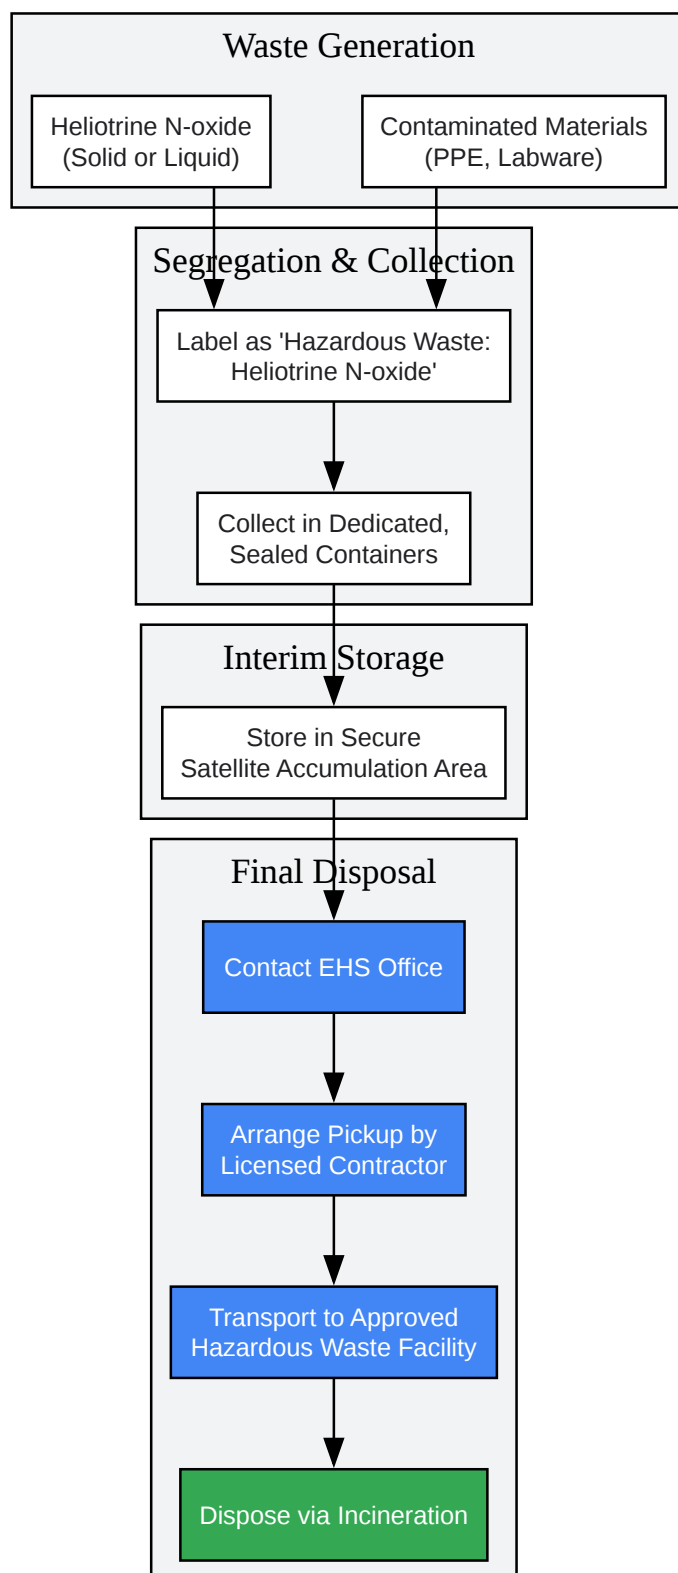 Waste Generation
Heliotrine N-oxide
(Solid or Liquid)
Contaminated Materials
(PPE, Labware)
Segregation & Collection
Label as 'Hazardous Waste:
Heliotrine N-oxide'
Collect in Dedicated,
Sealed Containers
Interim Storage
Store in Secure
Satellite Accumulation Area
Final Disposal
Contact EHS Office
Arrange Pickup by
Licensed Contractor
Transport to Approved
Hazardous Waste Facility
Dispose via Incineration